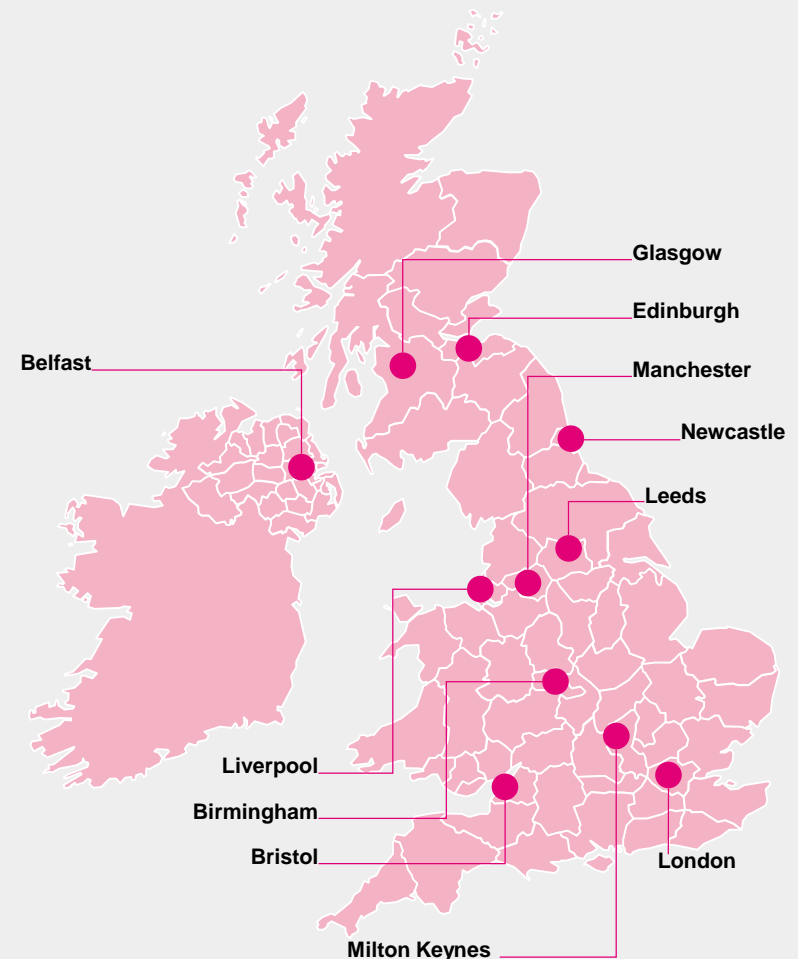 Glasgow
Edinburgh
Belfast
Manchester
Newcastle
Leeds
Liverpool
Birmingham
Bristol
London
Milton Keynes